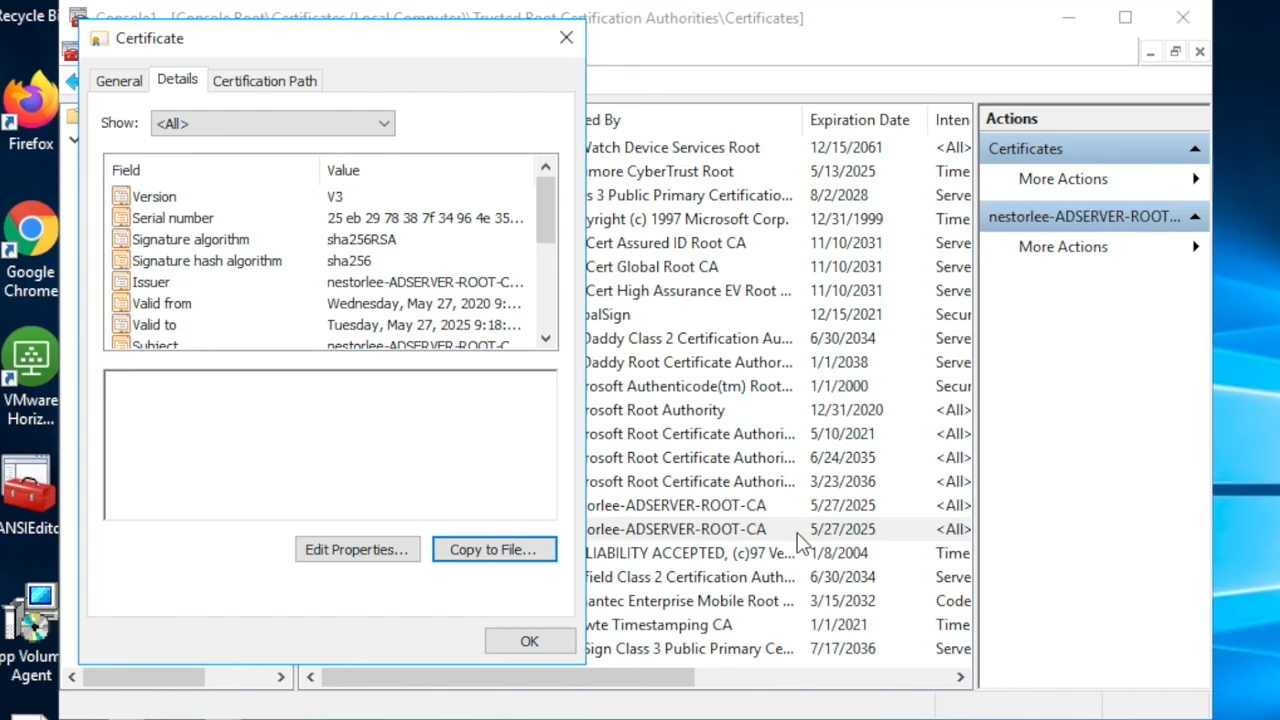 Recycle Bi
Console1 - [Console Root\Certificates (Local Computer)\Trusted Root Certification Authorities\Certificates]
Certificate
General
Details
Certification Path
Show:
<All>
Field Value
Version V3
Serial number 25 eb 29 78 38 7f 34 96 4e 35...
Signature algorithm sha256RSA
Signature hash algorithm sha256
Issuer nestorlee-ADSERVER-ROOT-C...
Valid from Wednesday, May 27, 2020 9:...
Valid to Tuesday, May 27, 2025 9:18:...
Subject nestorlee-ADSERVER-ROOT-C
Edit Properties...
Copy to File...
OK
ed By Expiration Date Inten
Watch Device Services Root 12/15/2061 <All>
imore CyberTrust Root 5/13/2025 Time
s 3 Public Primary Certificatio... 8/2/2028 Serve
yright (c) 1997 Microsoft Corp. 12/31/1999 Time
Cert Assured ID Root CA 11/10/2031 Serve
Cert Global Root CA 11/10/2031 Serve
Cert High Assurance EV Root ... 11/10/2031 Serve
balSign 12/15/2021 Secur
Daddy Class 2 Certification Au... 6/30/2034 Serve
Daddy Root Certificate Author... 1/1/2038 Serve
rosoft Authenticode(tm) Root... 1/1/2000 Secur
rosoft Root Authority 12/31/2020 <All>
rosoft Root Certificate Authori... 5/10/2021 <All>
rosoft Root Certificate Authori... 6/24/2035 <All>
rosoft Root Certificate Authori... 3/23/2036 <All>
orlee-ADSERVER-ROOT-CA 5/27/2025 <All>
orlee-ADSERVER-ROOT-CA 5/27/2025 <All>
LIABILITY ACCEPTED, (c)97 Ve... 1/8/2004 Time
field Class 2 Certification Auth... 6/30/2034 Serve
antec Enterprise Mobile Root ... 3/15/2032 Code
wte Timestamping CA 1/1/2021 Time
Sign Class 3 Public Primary Ce... 7/17/2036 Serve
Actions
Certificates
More Actions
nestorlee-ADSERVER-ROOT...
More Actions
Firefox
Google
Chrome
VMware
Horiz...
ANSIEdito
pp Volum
Agent